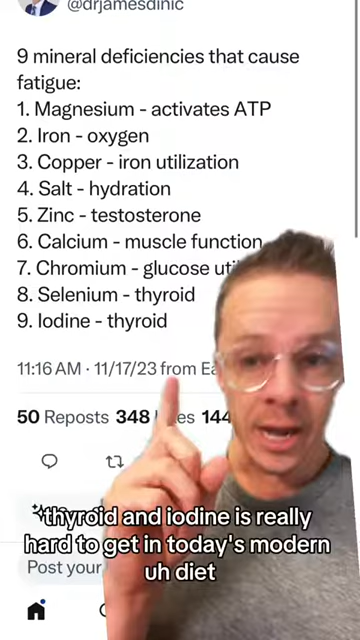 @drjamesdinic
9 mineral deficiencies that cause
fatigue:
1. Magnesium - activates ATP
2. Iron - oxygen
3. Copper - iron utilization
4. Salt - hydration
5. Zinc - testosterone
6. Calcium - muscle function
7. Chromium - glucose
8. Selenium - thyroid
9. Iodine - thyroid
11:16 AM · 11/17/23 from
50 Reposts 348 144
thyroid and iodine is really
hard to get in today's modern
uh diet
Post your